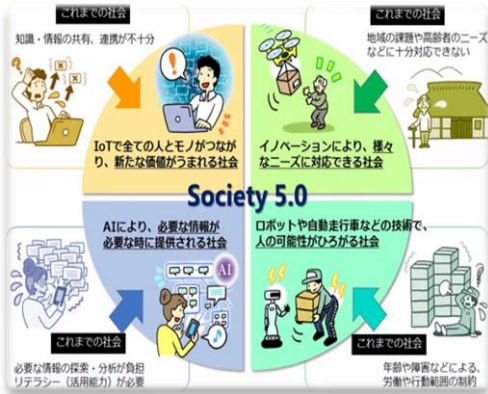 これまでの社会
知識・情報の共有、連携が不十分
これまでの社会
地域の課題や高齢者のニーズ
などに十分対応できない
IoTで全ての人とモノがつなが
り、新たな価値がうまれる社会
イノベーションにより、様々
なニーズに対応できる社会
Society 5.0
AIにより、必要な情報が
必要な時に提供される社会
ロボットや自動走行車などの技術で、
人の可能性がひろがる社会
AI
これまでの社会
必要な情報の探索・分析が負担
リテラシー（活用能力）が必要
これまでの社会
年齢や障害などによる、
労働や行動範囲の制約